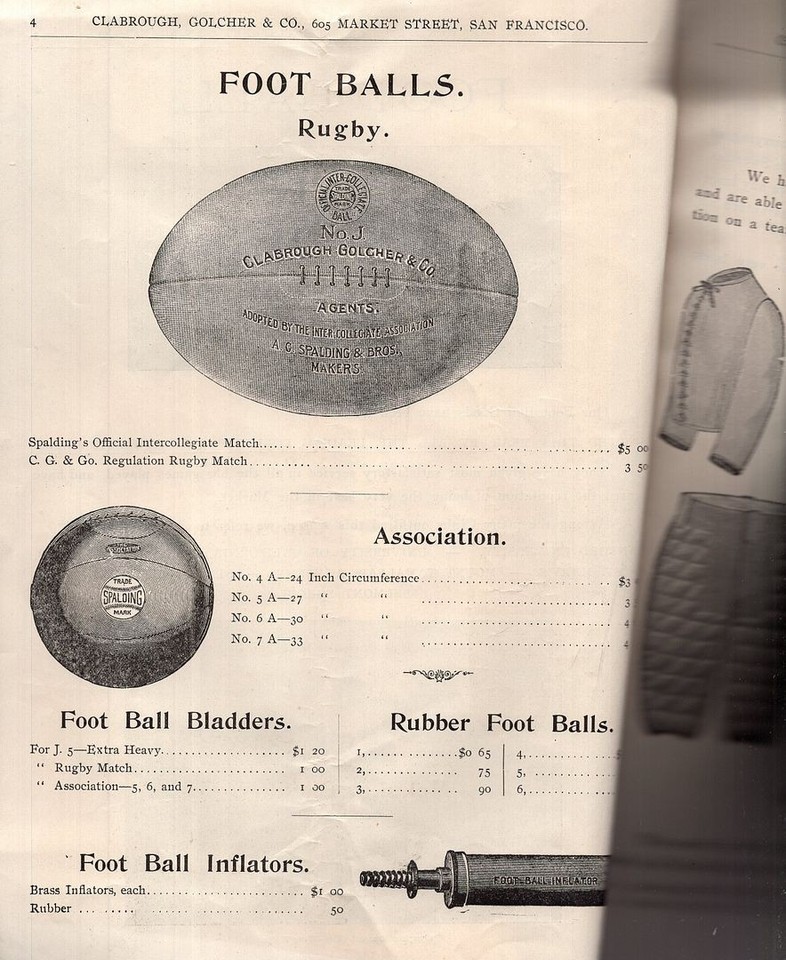 4 CLABROUGH, GOLCHER & CO., 605 MARKET STREET, SAN FRANCISCO.
FOOT BALLS.
Rugby.
OFFICIAL INTER-COLLEGIATE BALL
TRADE MARK
No. J
CLABROUGH GOLCHER & CO
AGENTS.
ADOPTED BY THE INTER-COLLEGIATE ASSOCIATION
A. G. SPALDING & BROS.,
MAKERS.
Spalding's Official Intercollegiate Match.......................... $5 00
C. G. & Go. Regulation Rugby Match.......................... 3 50
Association.
ASSOCIATION
TRADE
SPALDING
MARK
No. 4 A—24 Inch Circumference.......................... $3
No. 5 A—27 “ “ .......................... 3
No. 6 A—30 “ “ .......................... 4
No. 7 A—33 “ “ .......................... 4
Foot Ball Bladders.
For J. 5—Extra Heavy.................... $1 20
“ Rugby Match.................... 1 00
“ Association—5, 6, and 7.................... 1 00
Rubber Foot Balls.
1,................$0 65
2,................ 75
3,................ 90
4,................
5,................
6,................
Foot Ball Inflators.
Brass Inflators, each.................... $1 00
Rubber .................... 50
FOOT-BALL-INFLATOR
We h
and are able
tion on a tea